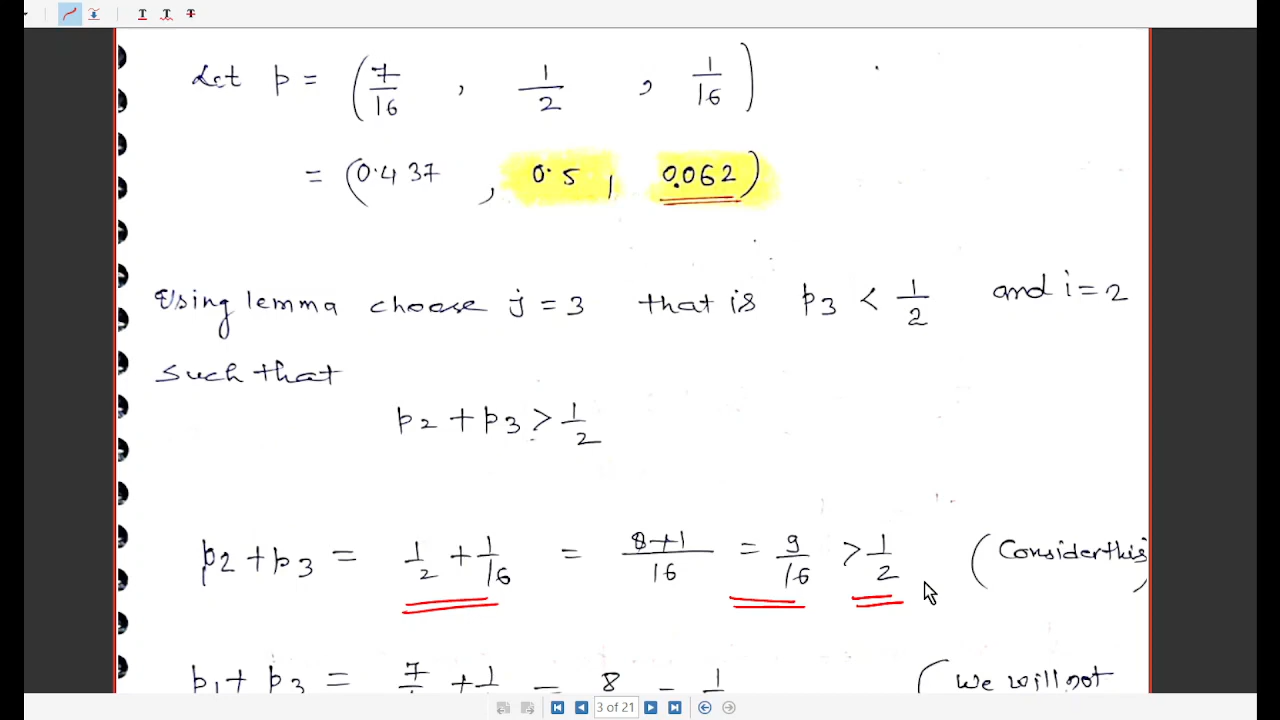 T T T
Let p = (7/16 , 1/2 , 1/16)
= (0.437 , 0.5 , 0.062)
Using lemma choose j = 3 that is p3 < 1/2 and i = 2
such that
p2 + p3 > 1/2
p2 + p3 = 1/2 + 1/16 = 8+1/16 = 9/16 > 1/2 (Consider this)
p1 + p3 = 7/ + 1/ = 8 = 1 (We will not
3 of 21